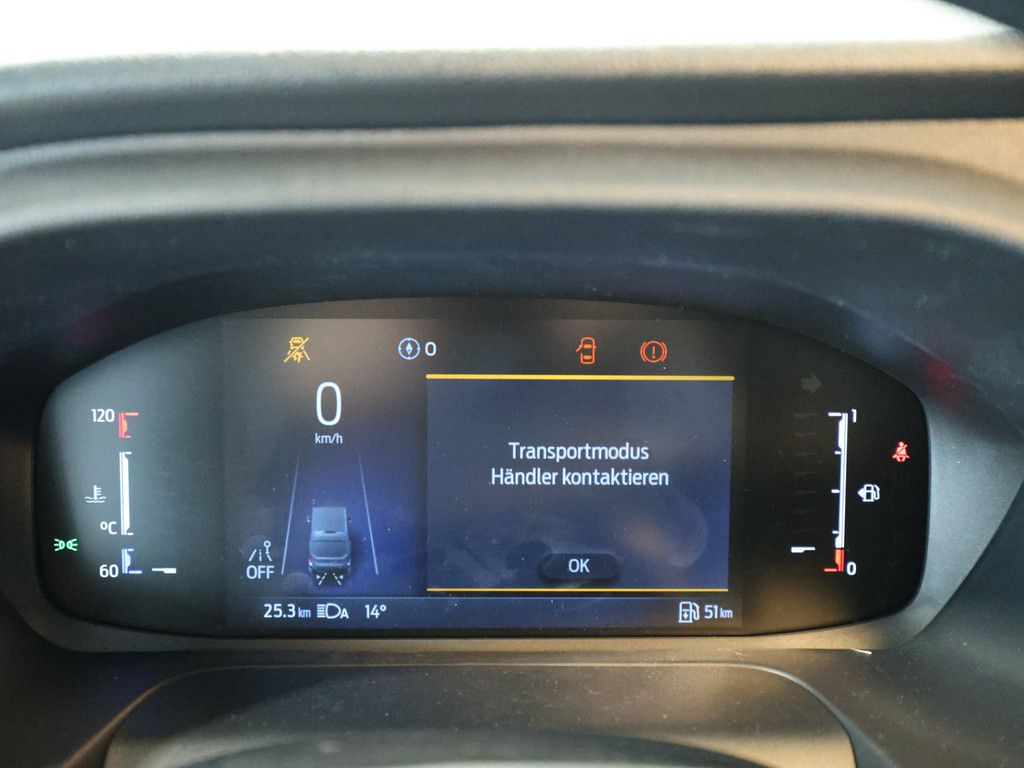 0
120
0
km/h
1
Transportmodus
Händler kontaktieren
°C
OFF
OK
60
0
25.3 km A 14°
51 km